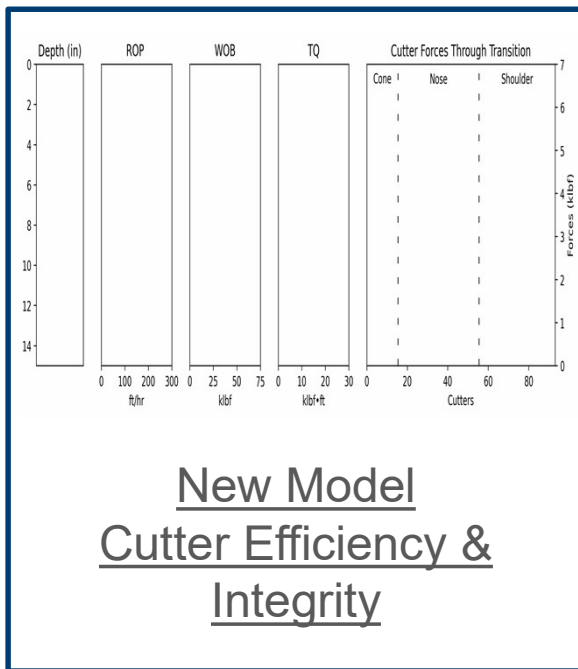 Depth (in) ROP WOB TQ Cutter Forces Through Transition
0 7
Cone Nose Shoulder
2 6
4 5
6 4
8 3
10 2
12 1
14
0
0 100 200 300 0 25 50 75 0 10 20 30 0 20 40 60 80
ft/hr klbf klbf•ft Cutters
Forces (klbf)
New Model
Cutter Efficiency &
Integrity